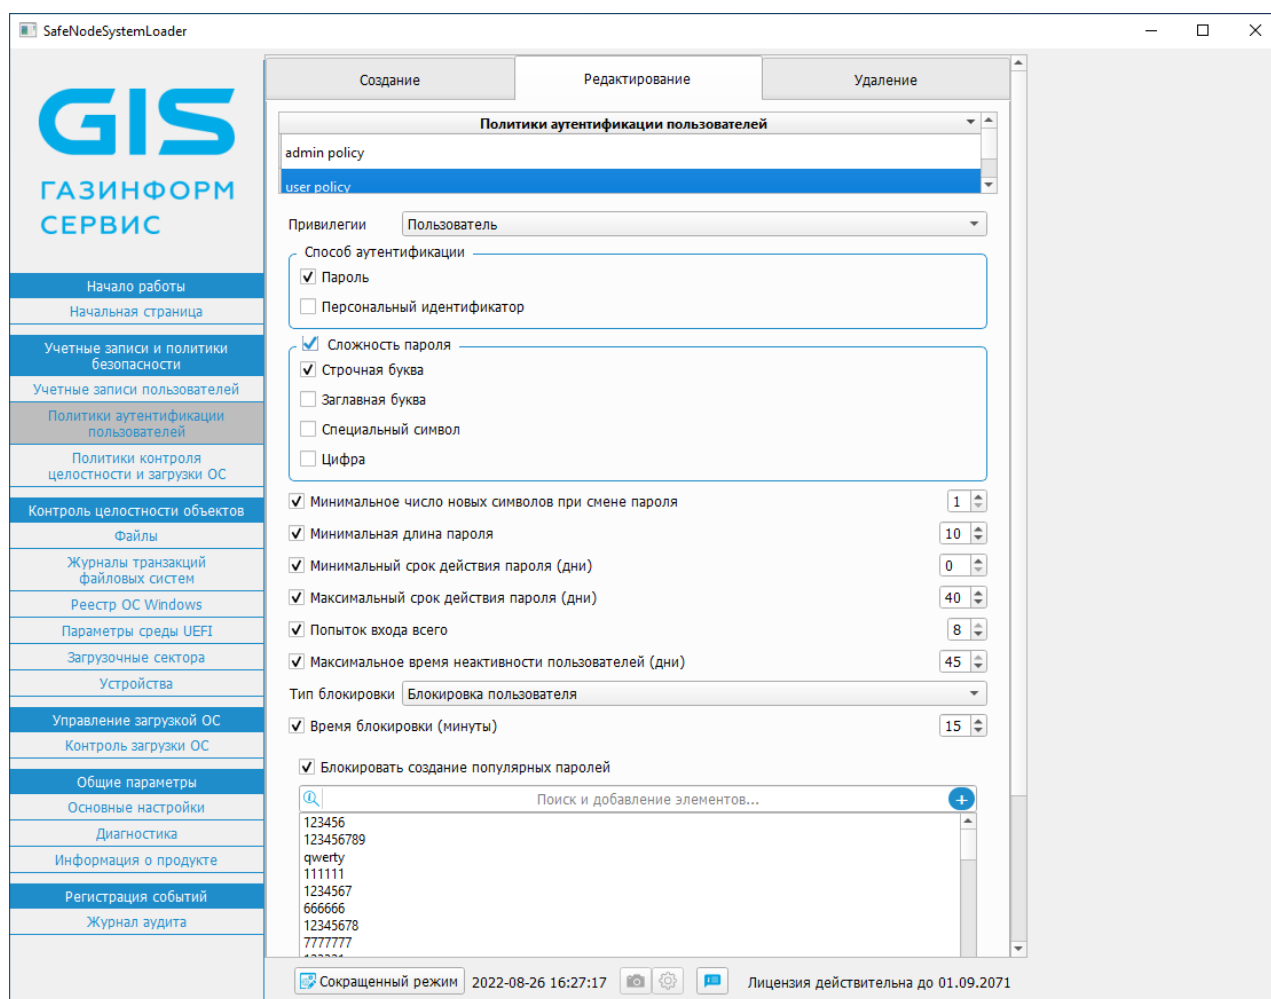 SafeNodeSystemLoader
GIS
ГАЗИНФОРМ
СЕРВИС
Начало работы
Начальная страница
Учетные записи и политики
безопасности
Учетные записи пользователей
Политики аутентификации
пользователей
Политики контроля
целостности и загрузки ОС
Контроль целостности объектов
Файлы
Журналы транзакций
файловых систем
Реестр ОС Windows
Параметры среды UEFI
Загрузочные сектора
Устройства
Управление загрузкой ОС
Контроль загрузки ОС
Общие параметры
Основные настройки
Диагностика
Информация о продукте
Регистрация событий
Журнал аудита
Создание
Редактирование
Удаление
Политики аутентификации пользователей
admin policy
user policy
Привилегии Пользователь
Способ аутентификации
Пароль
Персональный идентификатор
Сложность пароля
Строчная буква
Заглавная буква
Специальный символ
Цифра
Минимальное число новых символов при смене пароля 1
Минимальная длина пароля 10
Минимальный срок действия пароля (дни) 0
Максимальный срок действия пароля (дни) 40
Попыток входа всего 8
Максимальное время неактивности пользователей (дни) 45
Тип блокировки Блокировка пользователя
Время блокировки (минуты) 15
Блокировать создание популярных паролей
Поиск и добавление элементов...
123456
123456789
qwerty
111111
1234567
666666
12345678
7777777
Сокращенный режим 2022-08-26 16:27:17 Лицензия действительна до 01.09.2071